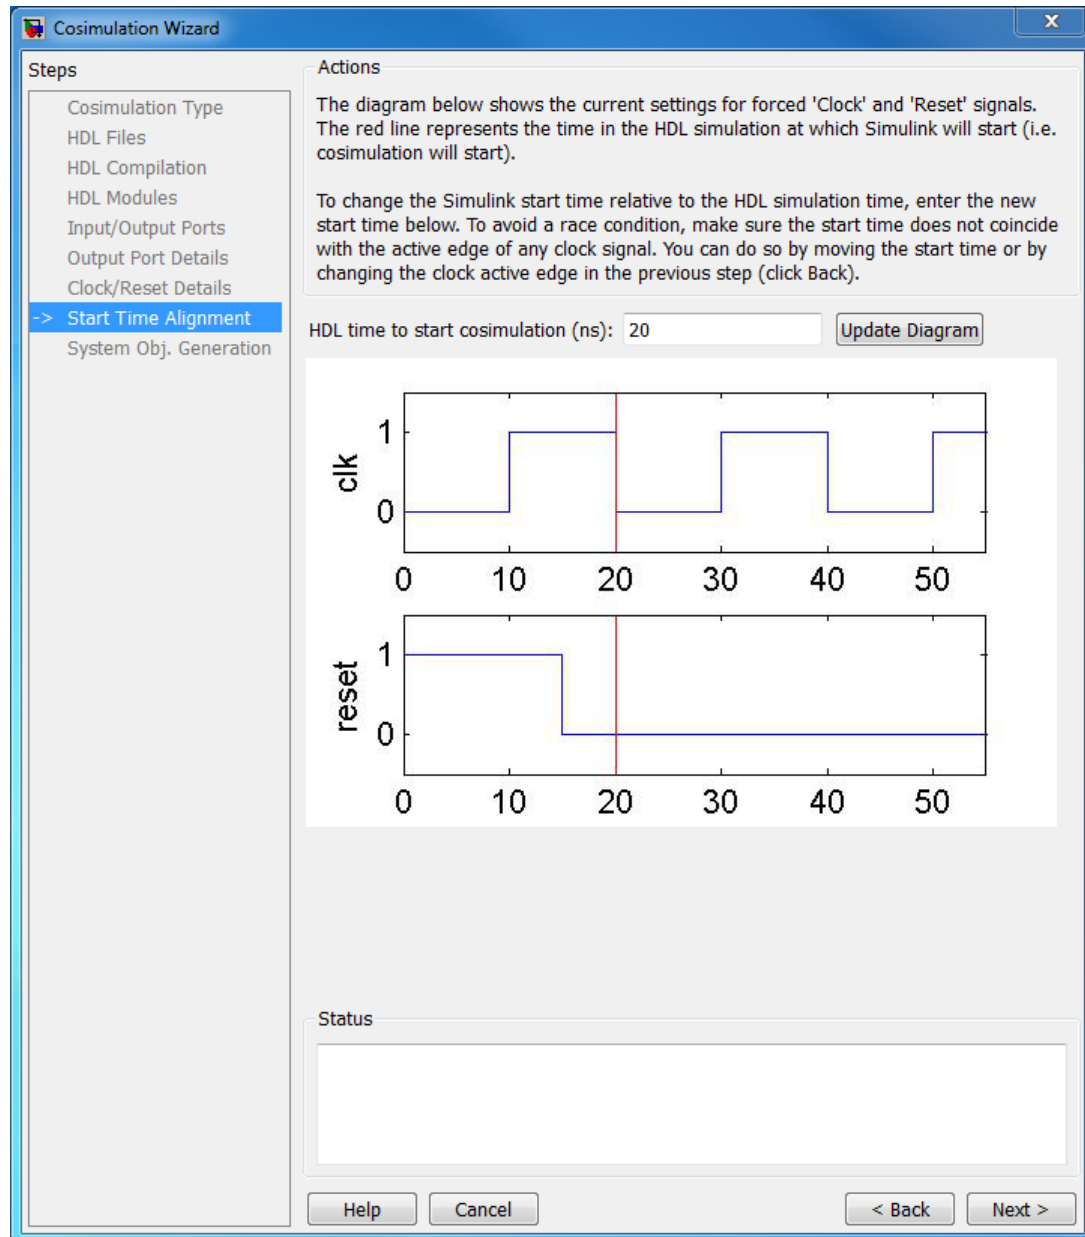 Cosimulation Wizard
x
Steps
Cosimulation Type
HDL Files
HDL Compilation
HDL Modules
Input/Output Ports
Output Port Details
Clock/Reset Details
-> Start Time Alignment
System Obj. Generation
Actions
The diagram below shows the current settings for forced 'Clock' and 'Reset' signals.
The red line represents the time in the HDL simulation at which Simulink will start (i.e.
cosimulation will start).
To change the Simulink start time relative to the HDL simulation time, enter the new
start time below. To avoid a race condition, make sure the start time does not coincide
with the active edge of any clock signal. You can do so by moving the start time or by
changing the clock active edge in the previous step (click Back).
HDL time to start cosimulation (ns): 20 Update Diagram
clk
1
0
0 10 20 30 40 50
reset
1
0
0 10 20 30 40 50
Status
Help Cancel < Back Next >